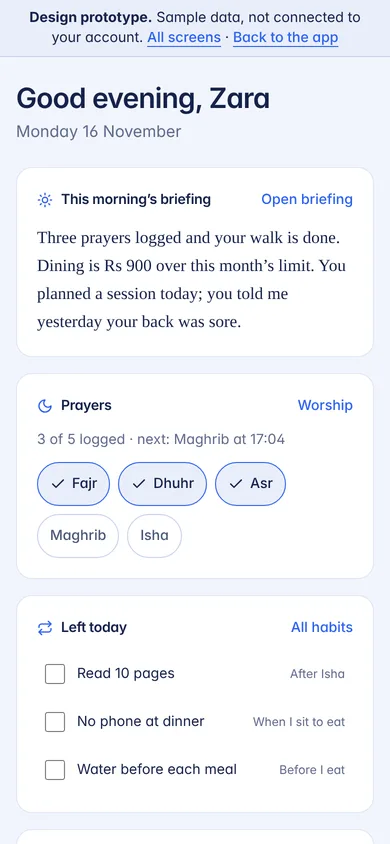 Design prototype. Sample data, not connected to
your account. All screens · Back to the app
Good evening, Zara
Monday 16 November
This morning’s briefing
Open briefing
Three prayers logged and your walk is done.
Dining is Rs 900 over this month’s limit. You
planned a session today; you told me
yesterday your back was sore.
Prayers
Worship
3 of 5 logged · next: Maghrib at 17:04
Fajr
Dhuhr
Asr
Maghrib
Isha
Left today
All habits
Read 10 pages
After Isha
No phone at dinner
When I sit to eat
Water before each meal
Before I eat